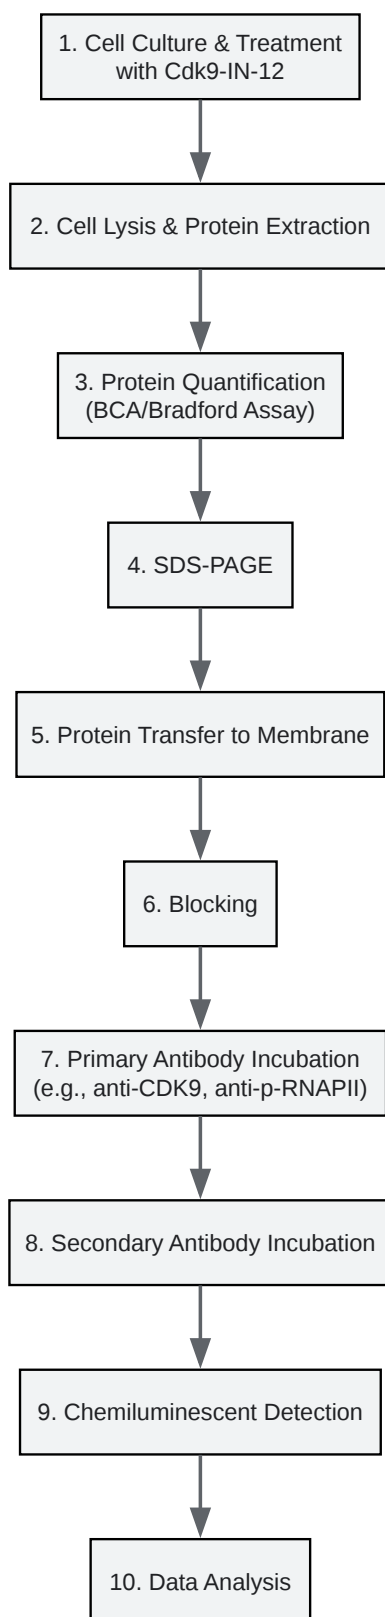 1. Cell Culture & Treatment
with Cdk9-IN-12
2. Cell Lysis & Protein Extraction
3. Protein Quantification
(BCA/Bradford Assay)
4. SDS-PAGE
5. Protein Transfer to Membrane
6. Blocking
7. Primary Antibody Incubation
(e.g., anti-CDK9, anti-p-RNAPII)
8. Secondary Antibody Incubation
9. Chemiluminescent Detection
10. Data Analysis